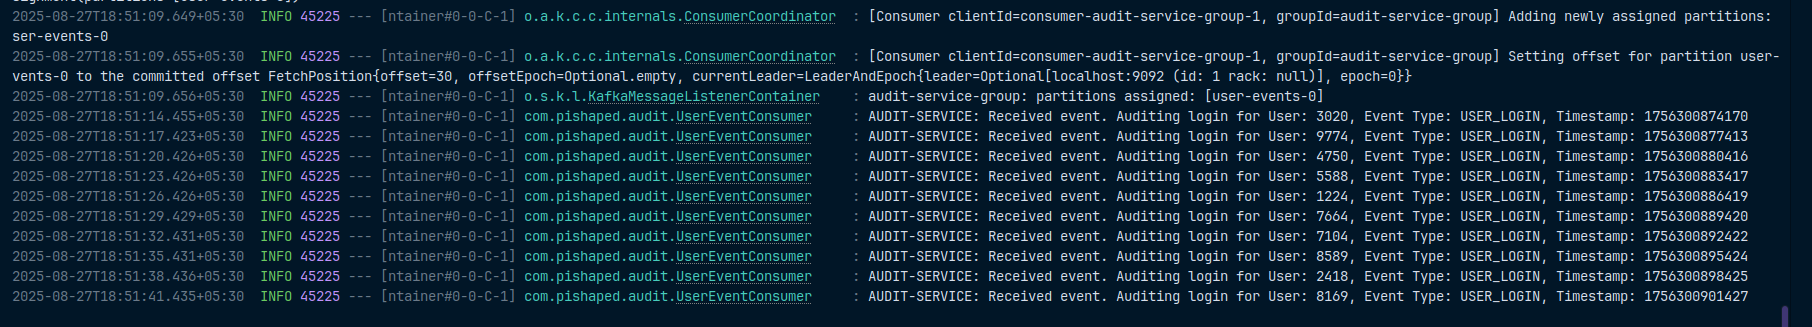 2025-08-27T18:51:09.649+05:30  INFO 45225 --- [ntainer#0-0-C-1] o.a.k.c.c.internals.ConsumerCoordinator  : [Consumer clientId=consumer-audit-service-group-1, groupId=audit-service-group] Adding newly assigned partitions:
ser-events-0
2025-08-27T18:51:09.655+05:30  INFO 45225 --- [ntainer#0-0-C-1] o.a.k.c.c.internals.ConsumerCoordinator  : [Consumer clientId=consumer-audit-service-group-1, groupId=audit-service-group] Setting offset for partition user-
vents-0 to the committed offset FetchPosition{offset=30, offsetEpoch=Optional.empty, currentLeader=LeaderAndEpoch{leader=Optional[localhost:9092 (id: 1 rack: null)], epoch=0}}
2025-08-27T18:51:09.656+05:30  INFO 45225 --- [ntainer#0-0-C-1] o.s.k.l.KafkaMessageListenerContainer    : audit-service-group: partitions assigned: [user-events-0]
2025-08-27T18:51:14.455+05:30  INFO 45225 --- [ntainer#0-0-C-1] com.pishaped.audit.UserEventConsumer     : AUDIT-SERVICE: Received event. Auditing login for User: 3020, Event Type: USER_LOGIN, Timestamp: 1756300874170
2025-08-27T18:51:17.423+05:30  INFO 45225 --- [ntainer#0-0-C-1] com.pishaped.audit.UserEventConsumer     : AUDIT-SERVICE: Received event. Auditing login for User: 9774, Event Type: USER_LOGIN, Timestamp: 1756300877413
2025-08-27T18:51:20.426+05:30  INFO 45225 --- [ntainer#0-0-C-1] com.pishaped.audit.UserEventConsumer     : AUDIT-SERVICE: Received event. Auditing login for User: 4750, Event Type: USER_LOGIN, Timestamp: 1756300880416
2025-08-27T18:51:23.426+05:30  INFO 45225 --- [ntainer#0-0-C-1] com.pishaped.audit.UserEventConsumer     : AUDIT-SERVICE: Received event. Auditing login for User: 5588, Event Type: USER_LOGIN, Timestamp: 1756300883417
2025-08-27T18:51:26.426+05:30  INFO 45225 --- [ntainer#0-0-C-1] com.pishaped.audit.UserEventConsumer     : AUDIT-SERVICE: Received event. Auditing login for User: 1224, Event Type: USER_LOGIN, Timestamp: 1756300886419
2025-08-27T18:51:29.429+05:30  INFO 45225 --- [ntainer#0-0-C-1] com.pishaped.audit.UserEventConsumer     : AUDIT-SERVICE: Received event. Auditing login for User: 7664, Event Type: USER_LOGIN, Timestamp: 1756300889420
2025-08-27T18:51:32.431+05:30  INFO 45225 --- [ntainer#0-0-C-1] com.pishaped.audit.UserEventConsumer     : AUDIT-SERVICE: Received event. Auditing login for User: 7104, Event Type: USER_LOGIN, Timestamp: 1756300892422
2025-08-27T18:51:35.431+05:30  INFO 45225 --- [ntainer#0-0-C-1] com.pishaped.audit.UserEventConsumer     : AUDIT-SERVICE: Received event. Auditing login for User: 8589, Event Type: USER_LOGIN, Timestamp: 1756300895424
2025-08-27T18:51:38.436+05:30  INFO 45225 --- [ntainer#0-0-C-1] com.pishaped.audit.UserEventConsumer     : AUDIT-SERVICE: Received event. Auditing login for User: 2418, Event Type: USER_LOGIN, Timestamp: 1756300898425
2025-08-27T18:51:41.435+05:30  INFO 45225 --- [ntainer#0-0-C-1] com.pishaped.audit.UserEventConsumer     : AUDIT-SERVICE: Received event. Auditing login for User: 8169, Event Type: USER_LOGIN, Timestamp: 1756300901427